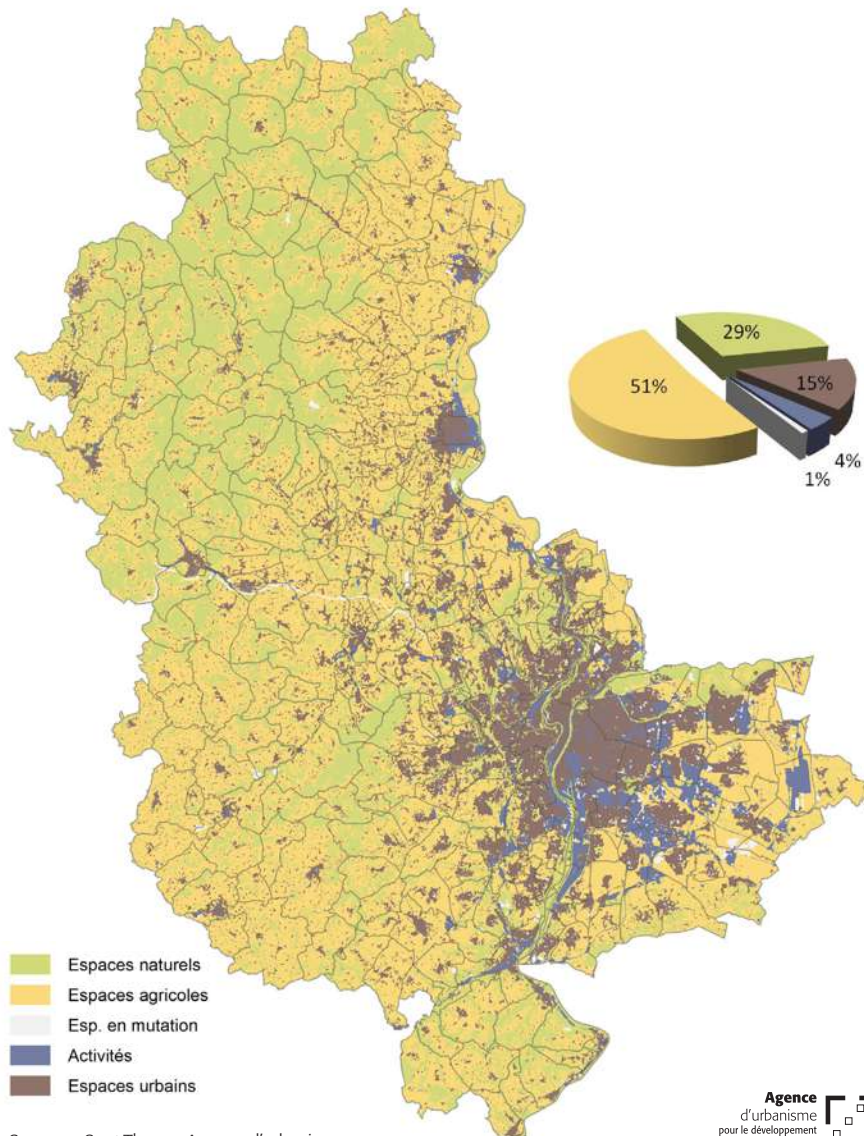 29%
51%
15%
4%
1%
Espaces naturels
Espaces agricoles
Esp. en mutation
Activités
Espaces urbains
Agence
d'urbanisme
pour le développement